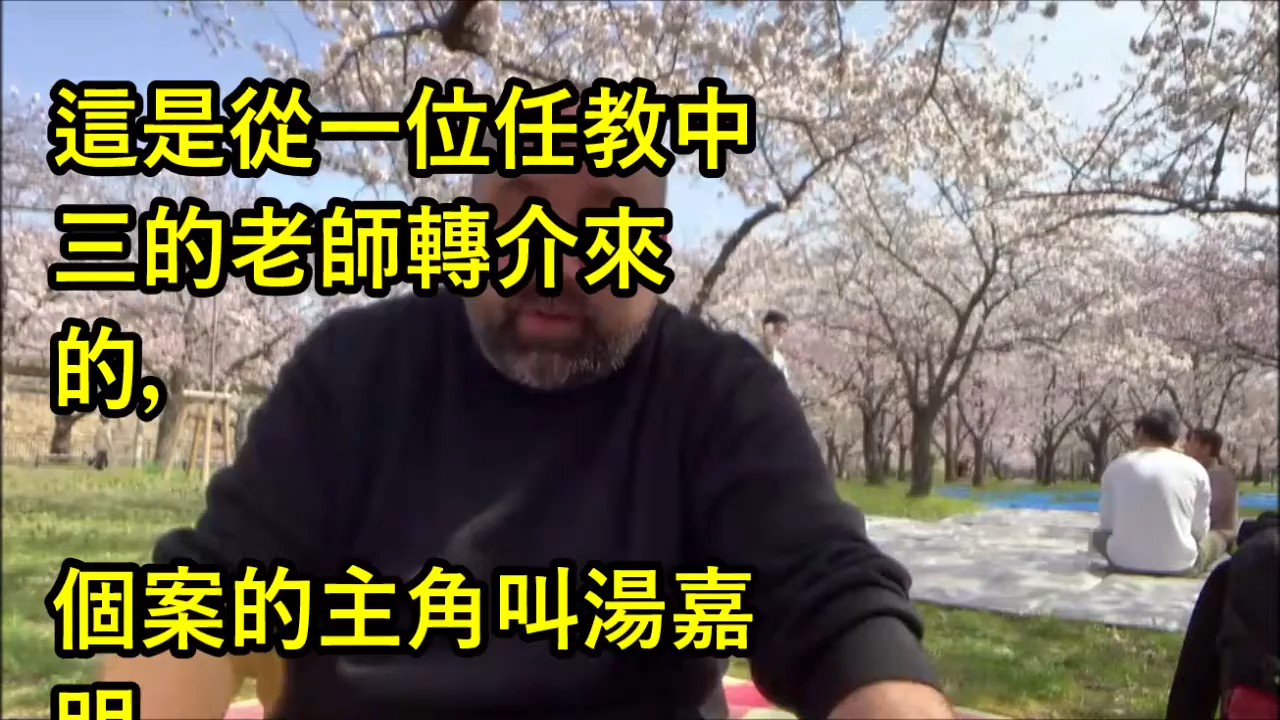 這是從一位任教中
三的老師轉介來
的,
個案的主角叫湯嘉